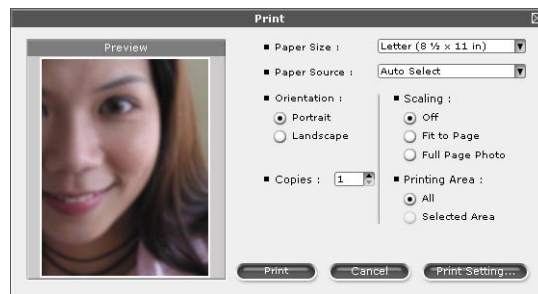 Print
Preview
Paper Size :
Letter (8 ½ x 11 in)
Paper Source :
Auto Select
Orientation :
Portrait
Landscape
Copies :
1
Scaling :
Off
Fit to Page
Full Page Photo
Printing Area :
All
Selected Area
Print
Cancel
Print Setting...